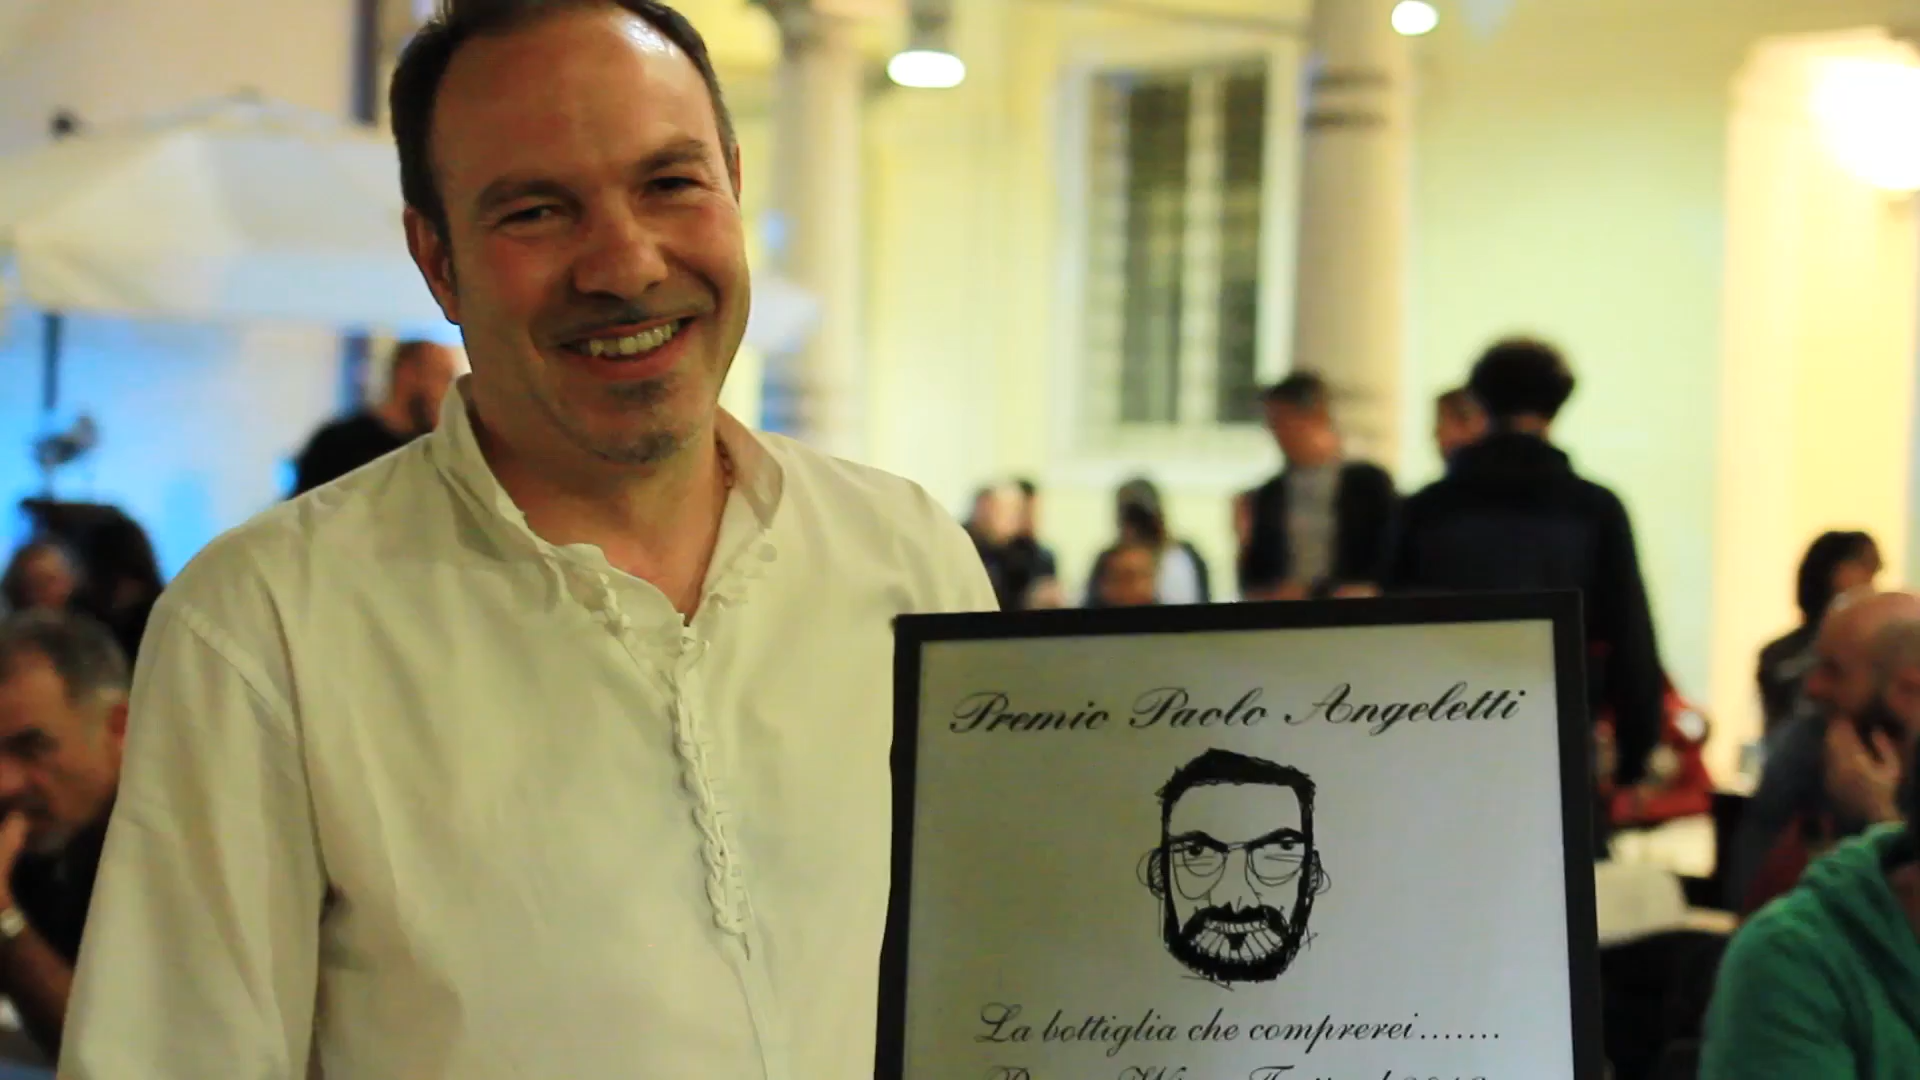 Premio Paolo Angeletti
La bottiglia che comprerei.......